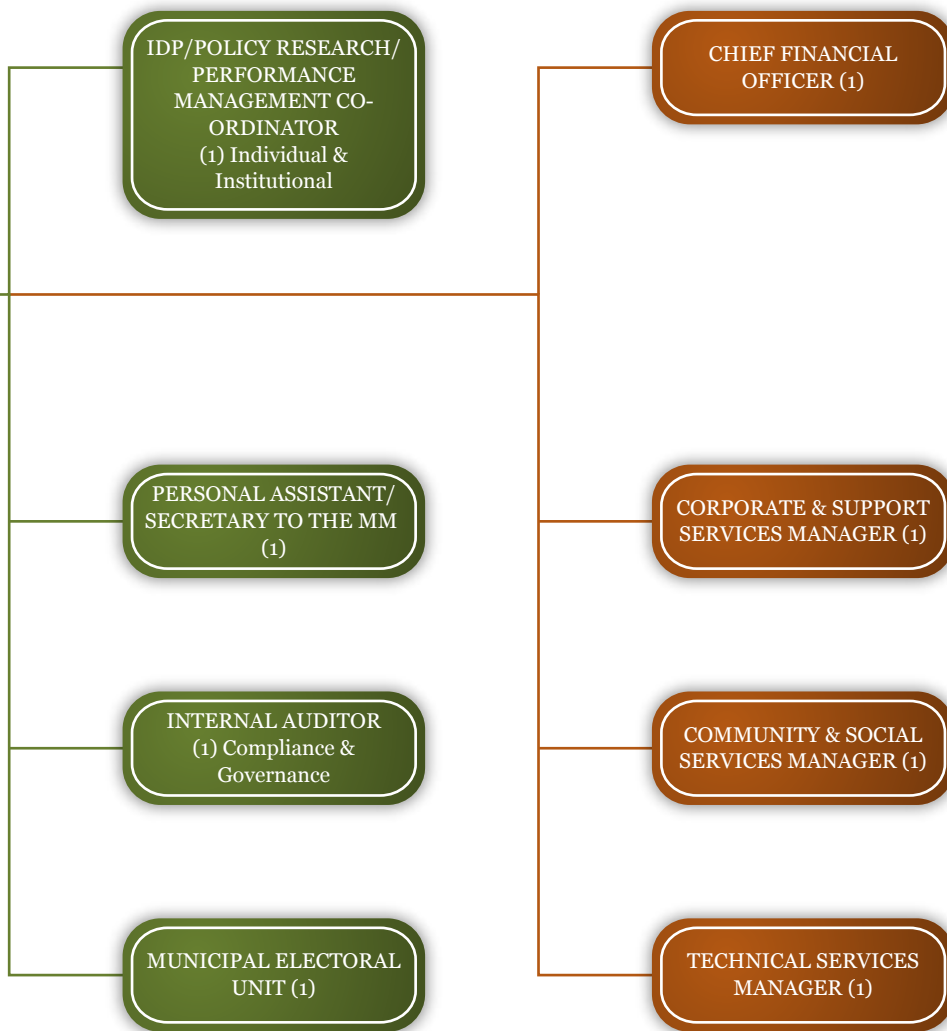 IDP/POLICY RESEARCH/
PERFORMANCE
MANAGEMENT CO-
ORDINATOR
(1) Individual &
Institutional
PERSONAL ASSISTANT/
SECRETARY TO THE MM
(1)
INTERNAL AUDITOR
(1) Compliance &
Governance
MUNICIPAL ELECTORAL
UNIT (1)
CHIEF FINANCIAL
OFFICER (1)
CORPORATE & SUPPORT
SERVICES MANAGER (1)
COMMUNITY & SOCIAL
SERVICES MANAGER (1)
TECHNICAL SERVICES
MANAGER (1)